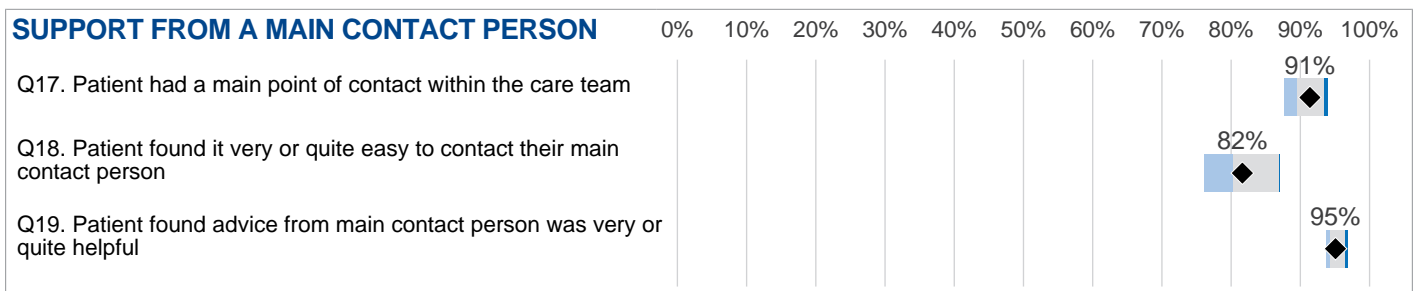 SUPPORT FROM A MAIN CONTACT PERSON 0% 10% 20% 30% 40% 50% 60% 70% 80% 90% 100%
91%
Q17. Patient had a main point of contact within the care team
82%
Q18. Patient found it very or quite easy to contact their main
contact person
95%
Q19. Patient found advice from main contact person was very or
quite helpful